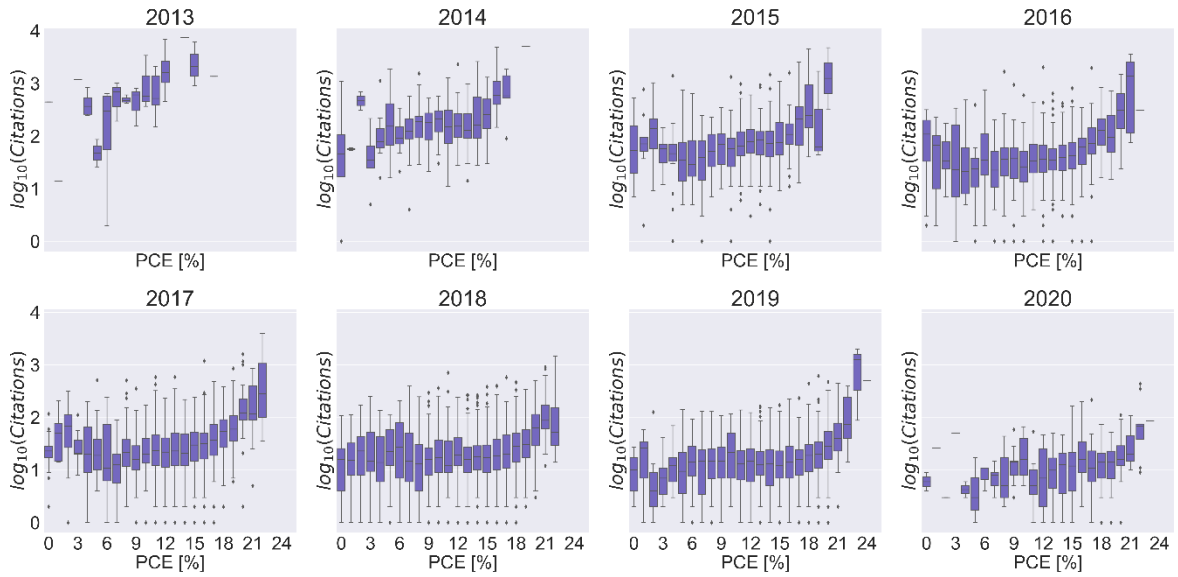 2013 2014 2015 2016
4
3
2
1
0
log₁₀(Citations) log₁₀(Citations) log₁₀(Citations) log₁₀(Citations)
PCE [%] PCE [%] PCE [%] PCE [%]
2017 2018 2019 2020
4
3
2
1
0
log₁₀(Citations) log₁₀(Citations) log₁₀(Citations) log₁₀(Citations)
0 3 6 9 12 15 18 21 24 0 3 6 9 12 15 18 21 24 0 3 6 9 12 15 18 21 24 0 3 6 9 12 15 18 21 24
PCE [%] PCE [%] PCE [%] PCE [%]